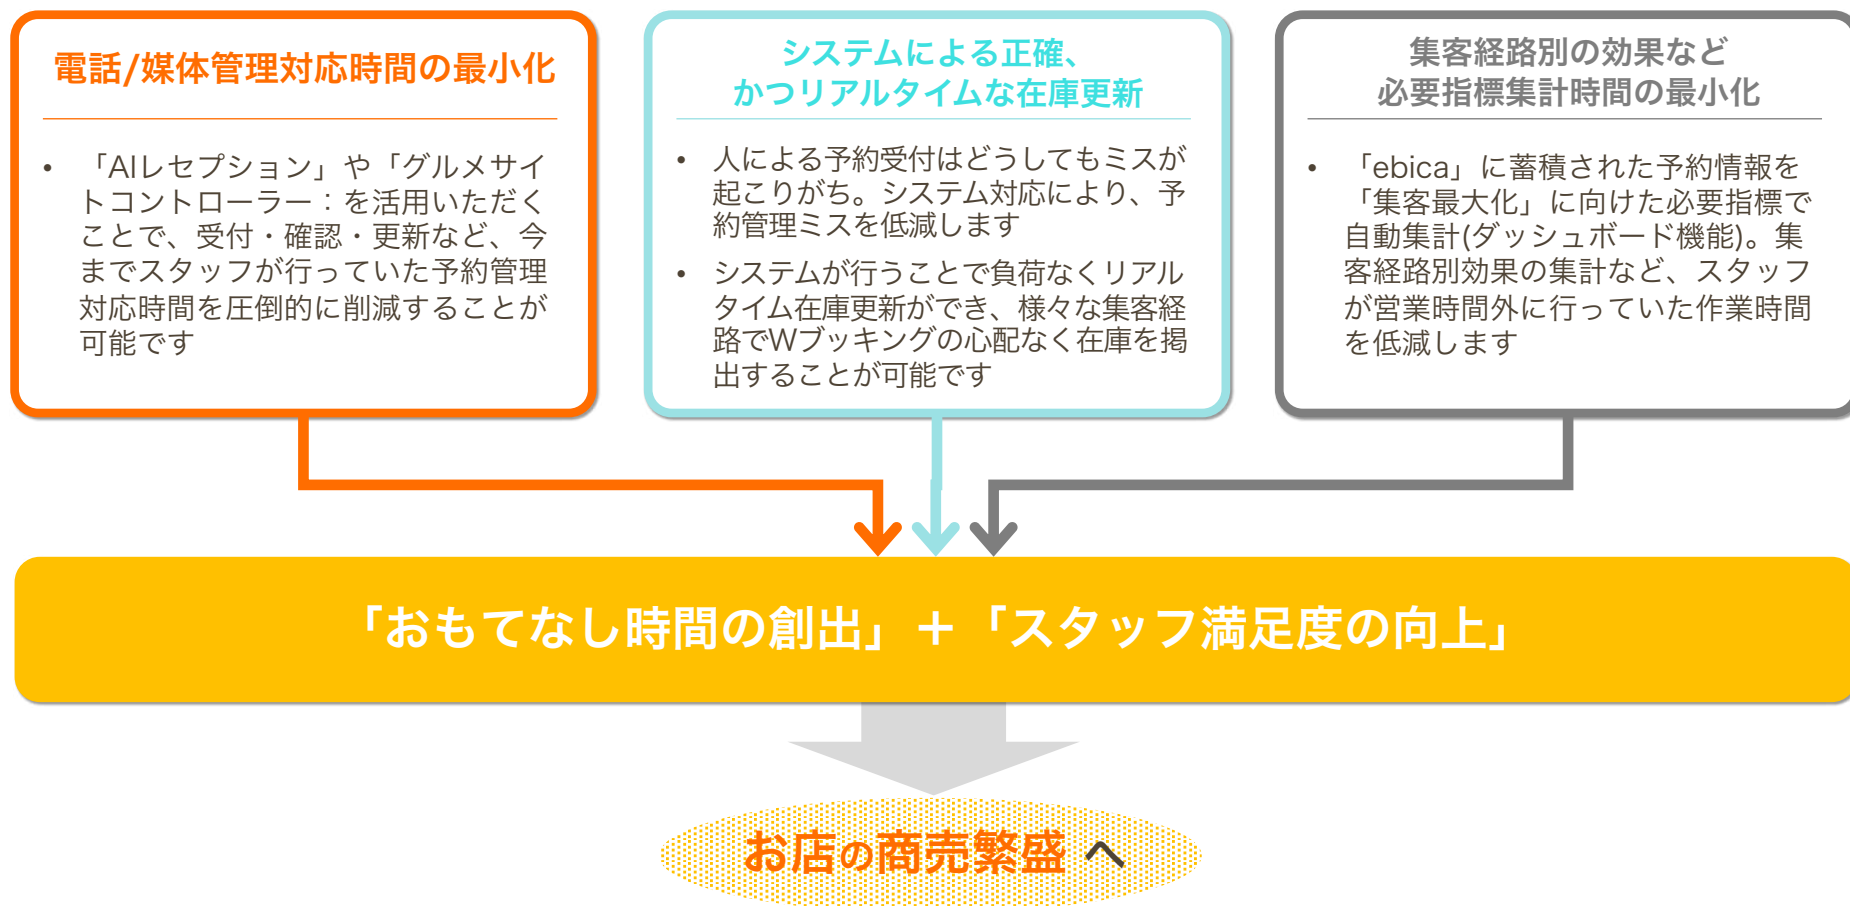 電話/媒体管理対応時間の最小化
• 「AIレセプション」や「グルメサイ
トコントローラー：を活用いただく
ことで、受付・確認・更新など、今
までスタッフが行っていた予約管理
対応時間を圧倒的に削減することが
可能です
システムによる正確、
かつリアルタイムな在庫更新
• 人による予約受付はどうしてもミスが
起こりがち。システム対応により、予
約管理ミスを低減します
• システムが行うことで負荷なくリアル
タイム在庫更新ができ、様々な集客経
路でWブッキングの心配なく在庫を掲
出することが可能です
集客経路別の効果など
必要指標集計時間の最小化
• 「ebica」に蓄積された予約情報を
「集客最大化」に向けた必要指標で
自動集計(ダッシュボード機能)。集
客経路別効果の集計など、スタッフ
が営業時間外に行っていた作業時間
を低減します
「おもてなし時間の創出」＋「スタッフ満足度の向上」
お店の商売繁盛 へ